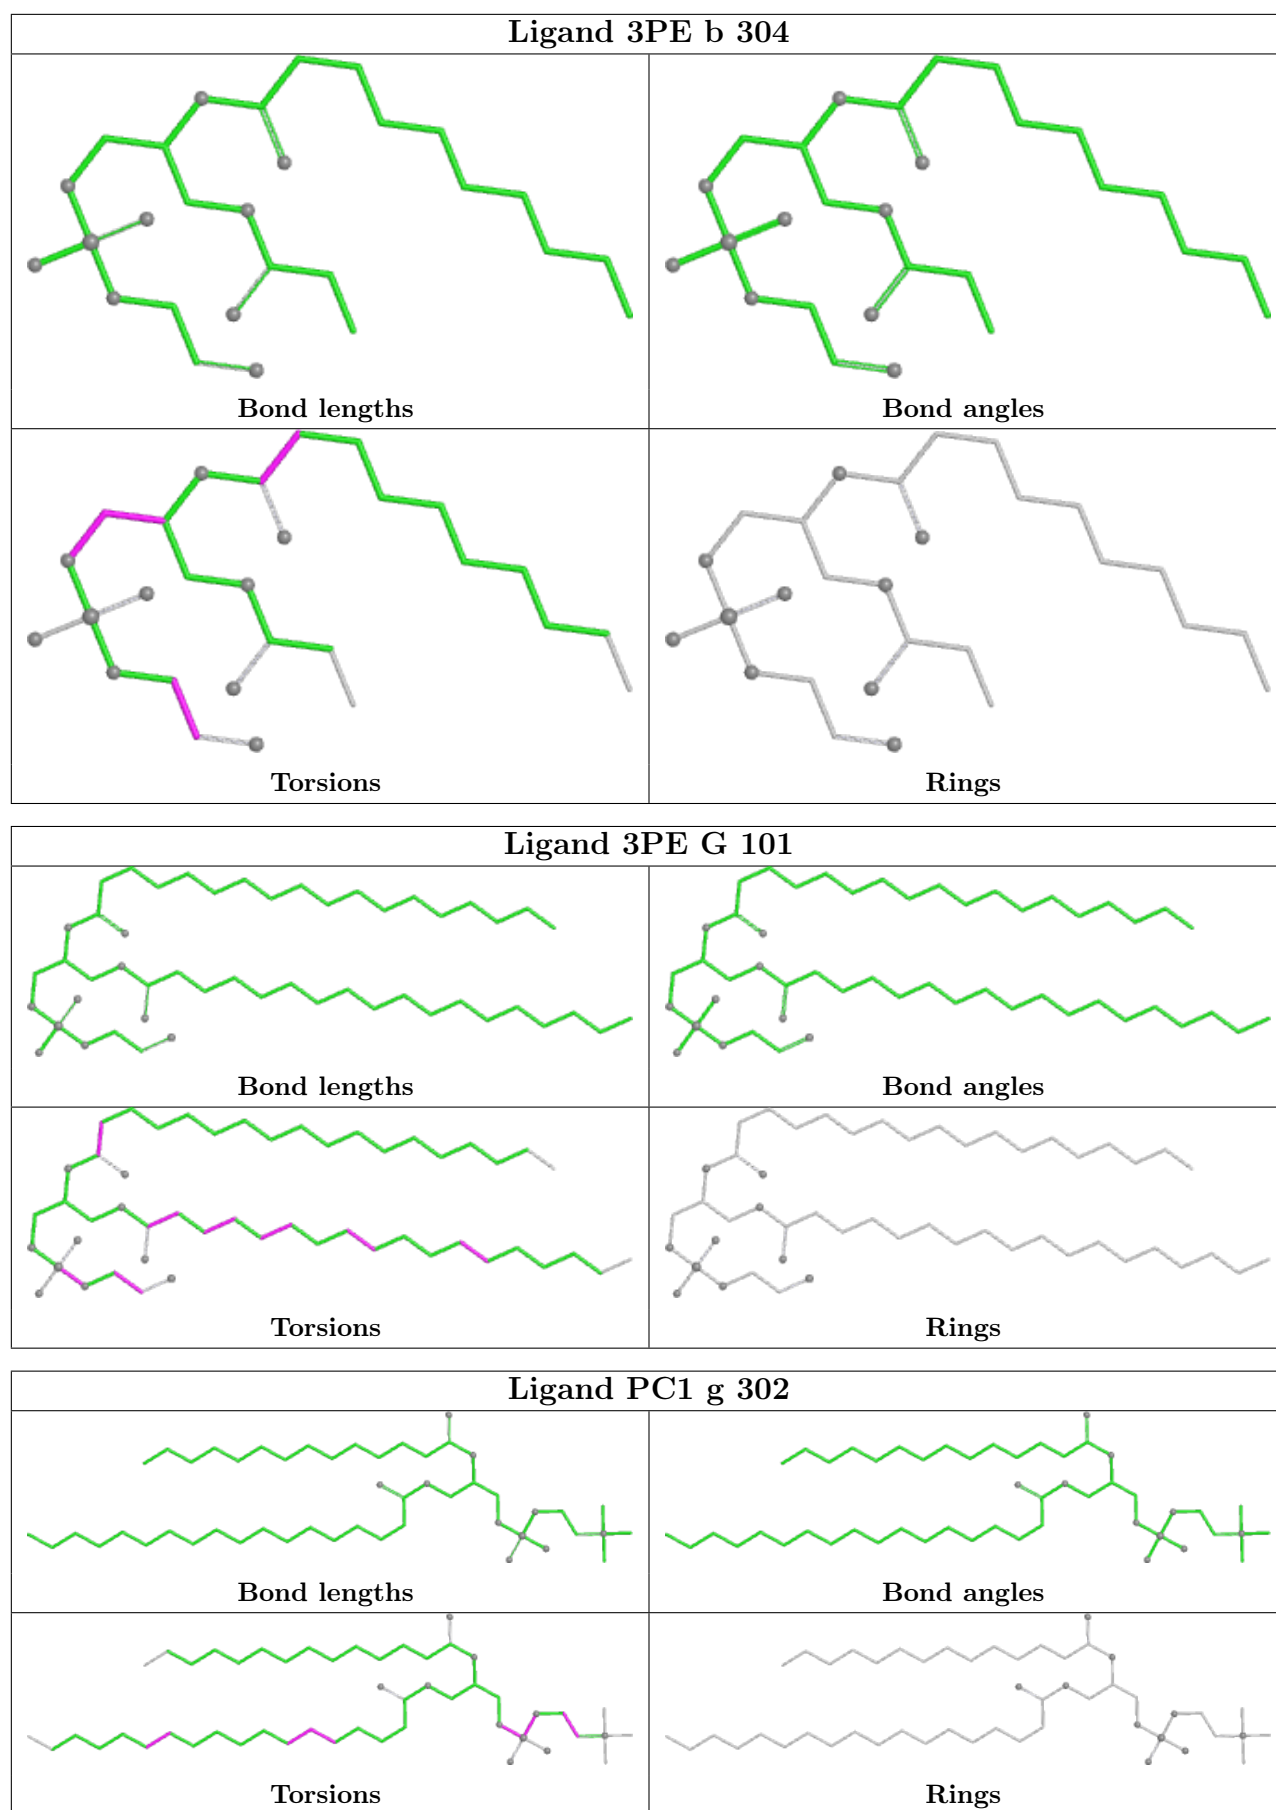 Ligand 3PE b 304
Bond lengths
Bond angles
Torsions
Rings
Ligand 3PE G 101
Bond lengths
Bond angles
Torsions
Rings
Ligand PC1 g 302
Bond lengths
Bond angles
Torsions
Rings